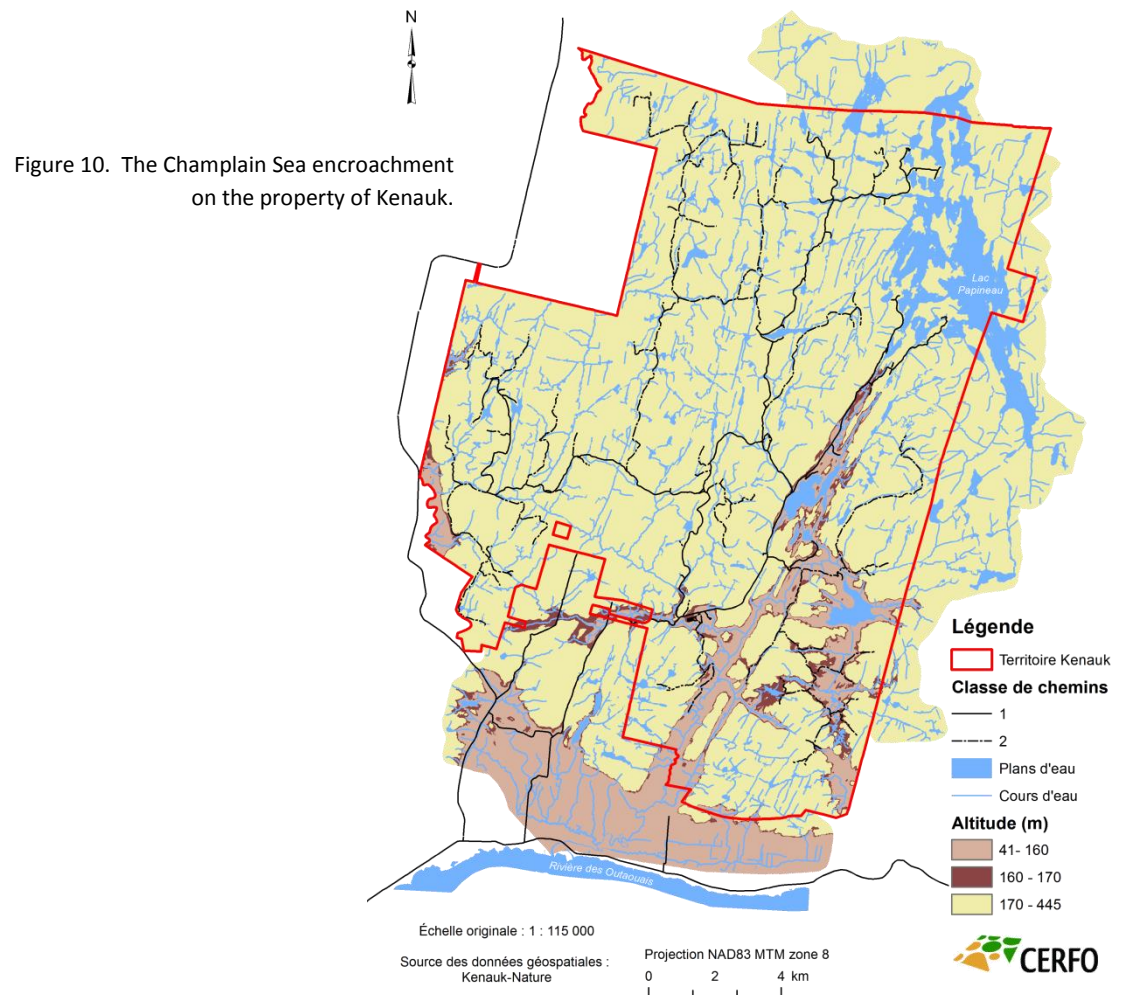 N
Figure 10. The Champlain Sea encroachment
on the property of Kenauk.
Lac
Papineau
Légende
Territoire Kenauk
Classe de chemins
1
2
Plans d'eau
Cours d'eau
Altitude (m)
41- 160
160 - 170
170 - 445
Rivière des Outaouais
Échelle originale : 1 : 115 000
Source des données géospatiales :
Kenauk-Nature
Projection NAD83 MTM zone 8
0 2 4 km
CERFO